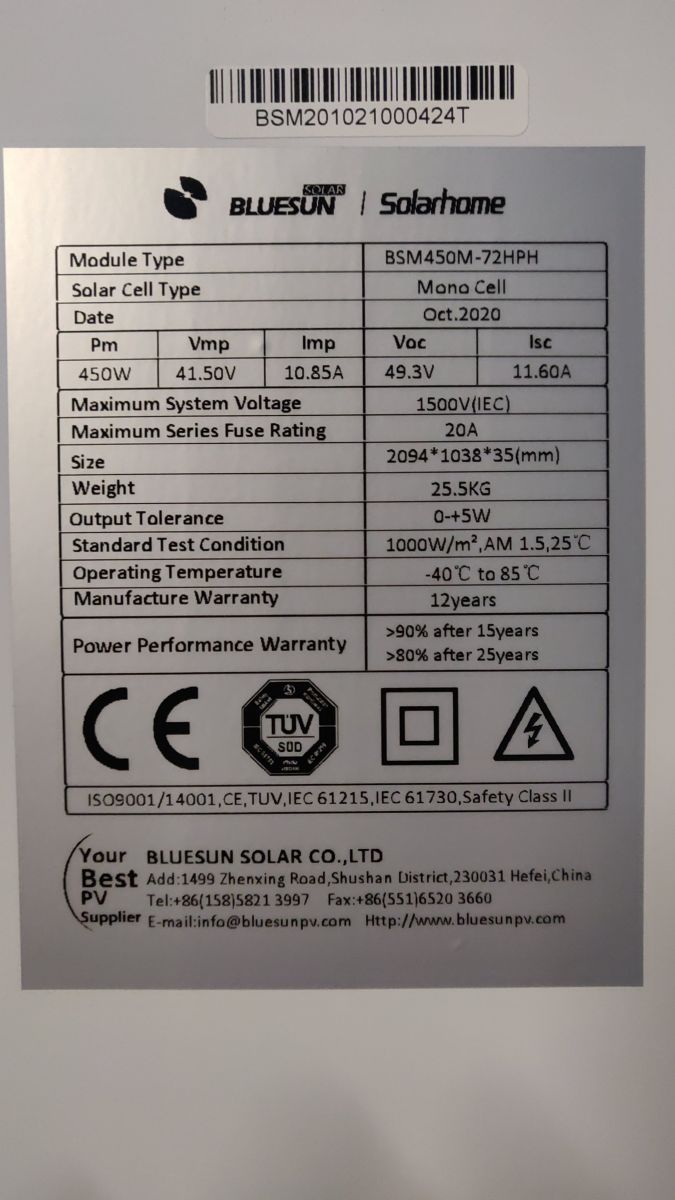 BSM201021000424T
BLUESUN SOLAR | Solarhome
Module Type BSM450M-72HPH
Solar Cell Type Mono Cell
Date Oct.2020
Pm Vmp Imp Voc Isc
450W 41.50V 10.85A 49.3V 11.60A
Maximum System Voltage 1500V(IEC)
Maximum Series Fuse Rating 20A
Size 2094*1038*35(mm)
Weight 25.5KG
Output Tolerance 0-+5W
Standard Test Condition 1000W/m²,AM 1.5,25℃
Operating Temperature -40℃ to 85℃
Manufacture Warranty 12years
Power Performance Warranty >90% after 15years
>80% after 25years
CE TÜV
SÜD
ISO9001/14001,CE,TUV,IEC 61215,IEC 61730,Safety Class II
Your BLUESUN SOLAR CO.,LTD
Best Add:1499 Zhenxing Road,Shushan District,230031 Hefei,China
PV Tel:+86(158)5821 3997 Fax:+86(551)6520 3660
Supplier E-mail:info@bluesunpv.com Http://www.bluesunpv.com